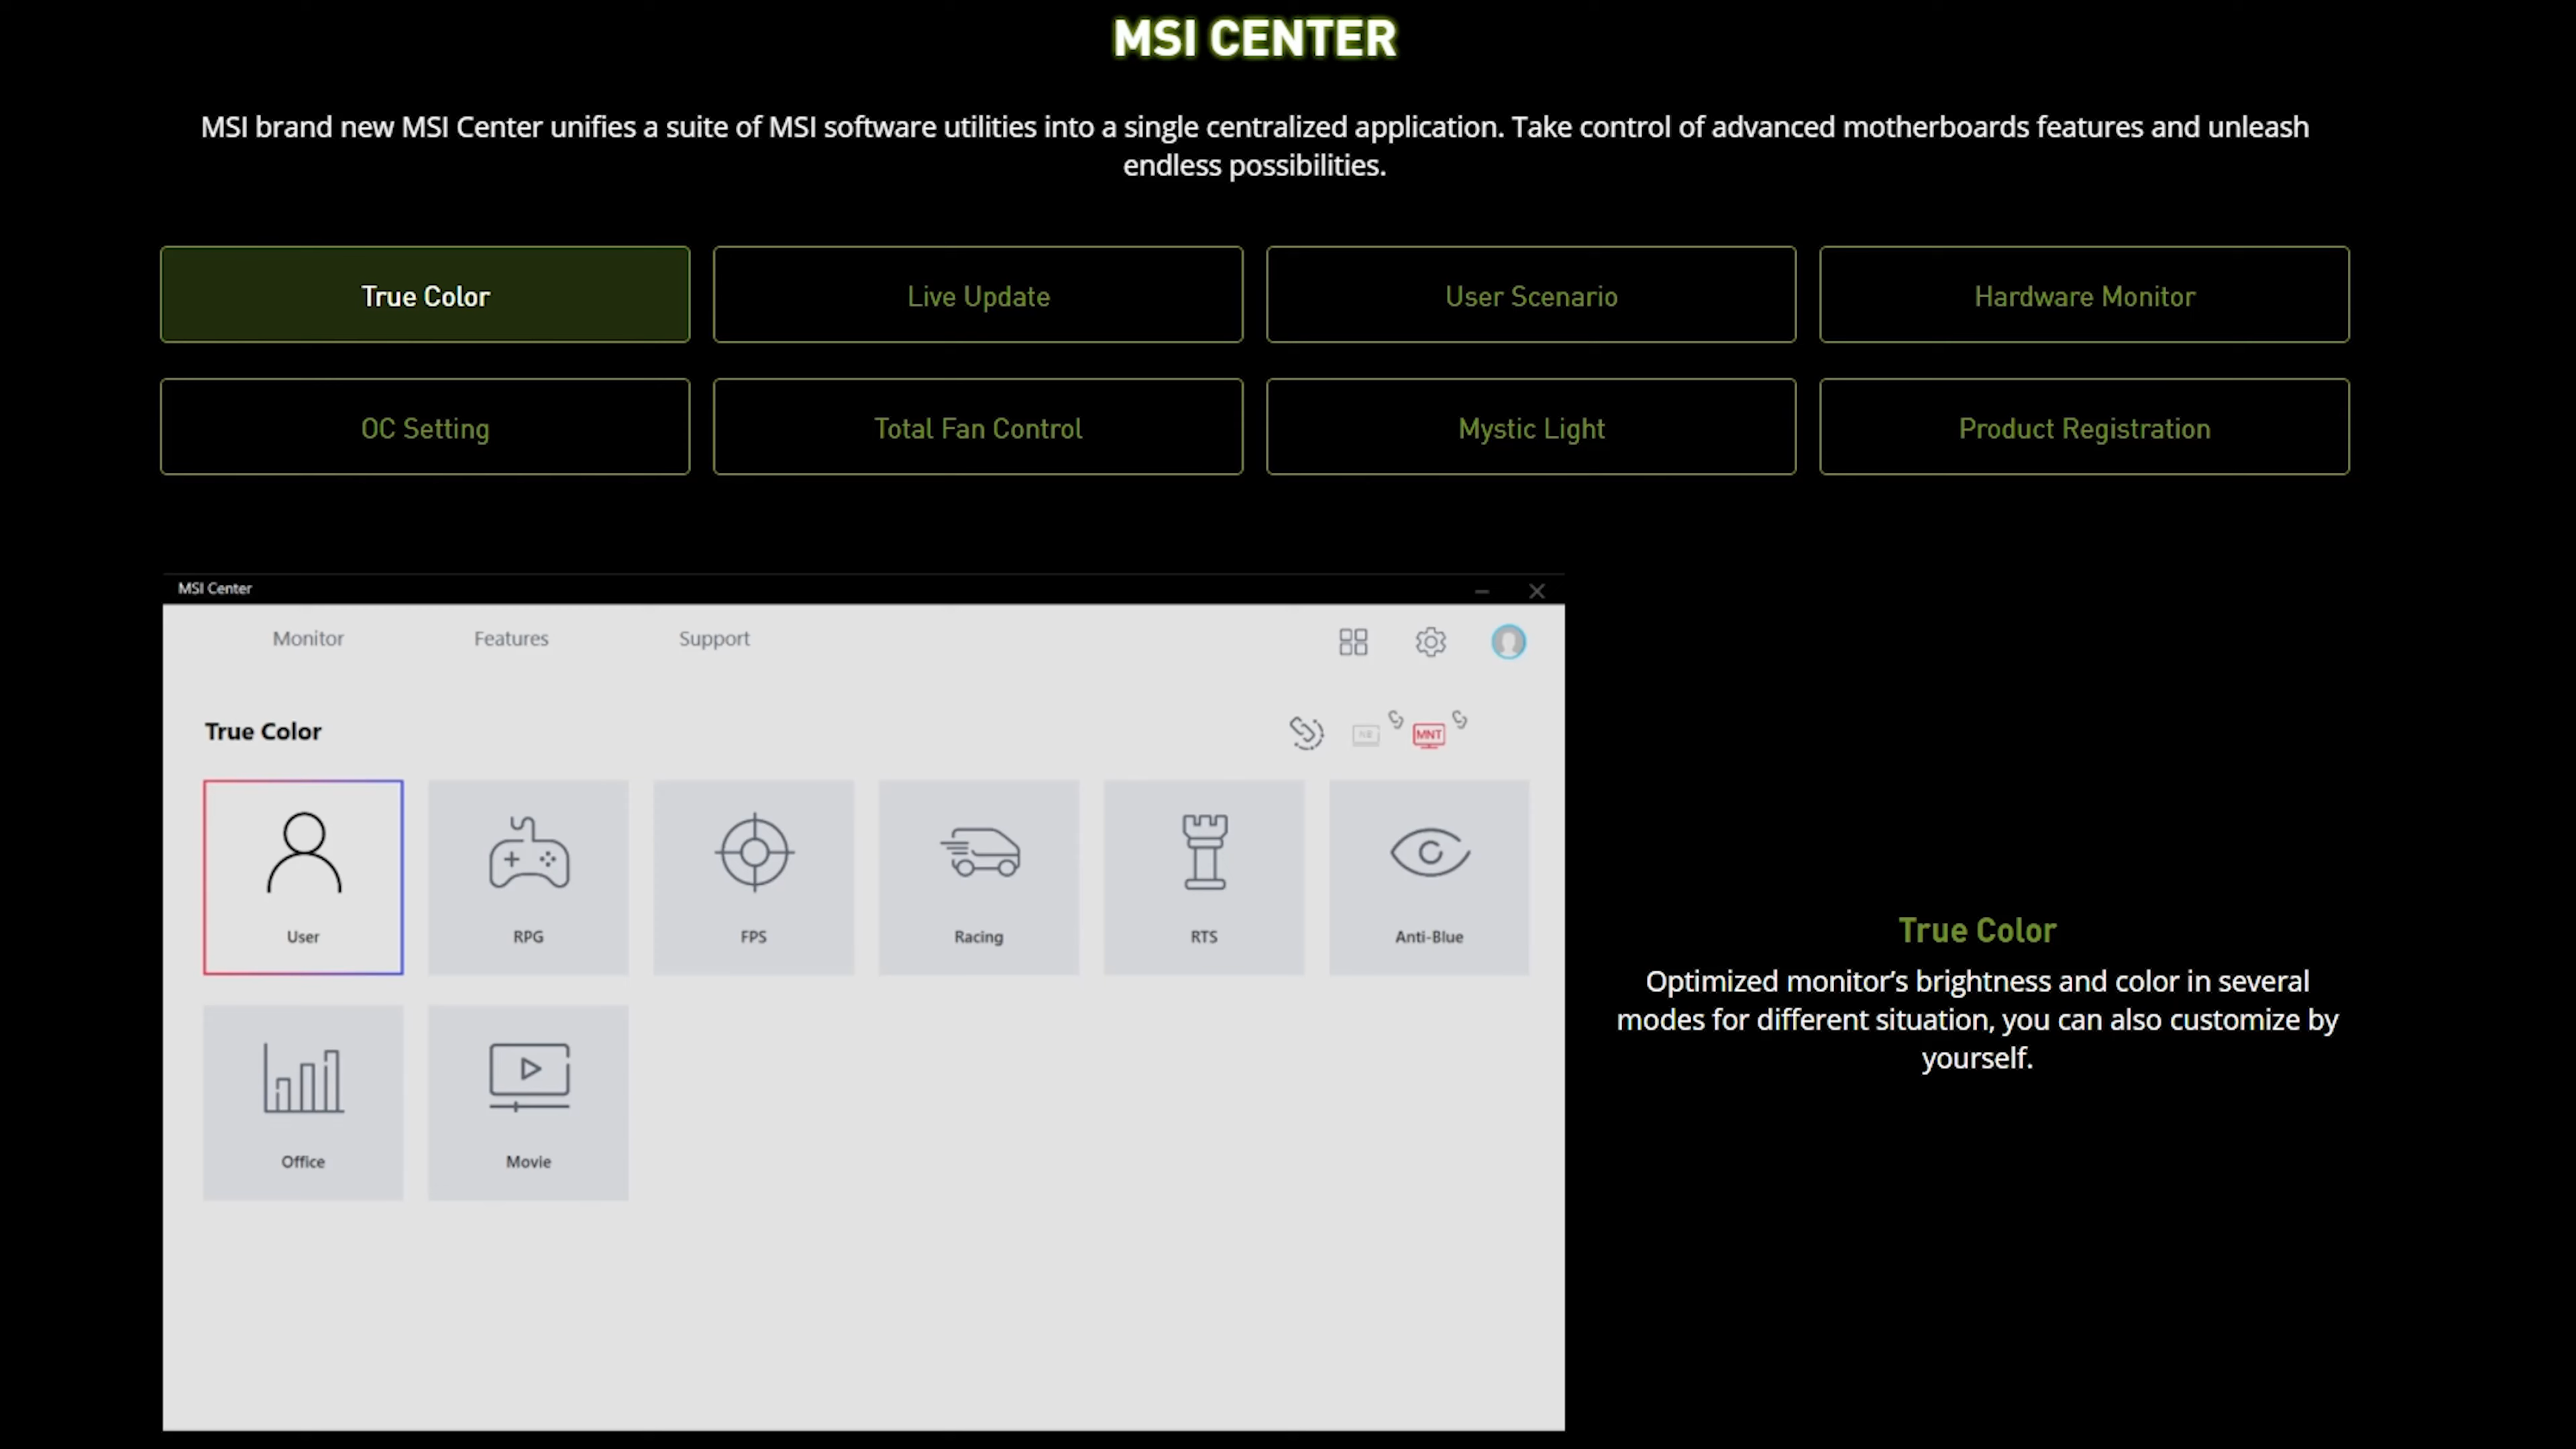 MSI CENTER
MSI brand new MSI Center unifies a suite of MSI software utilities into a single centralized application. Take control of advanced motherboards features and unleash
endless possibilities.
True Color
Live Update
User Scenario
Hardware Monitor
OC Setting
Total Fan Control
Mystic Light
Product Registration
MSI Center
Monitor
Features
Support
True Color
NB
MNT
User
RPG
FPS
Racing
RTS
Anti-Blue
Office
Movie
True Color
Optimized monitor’s brightness and color in several
modes for different situation, you can also customize by
yourself.